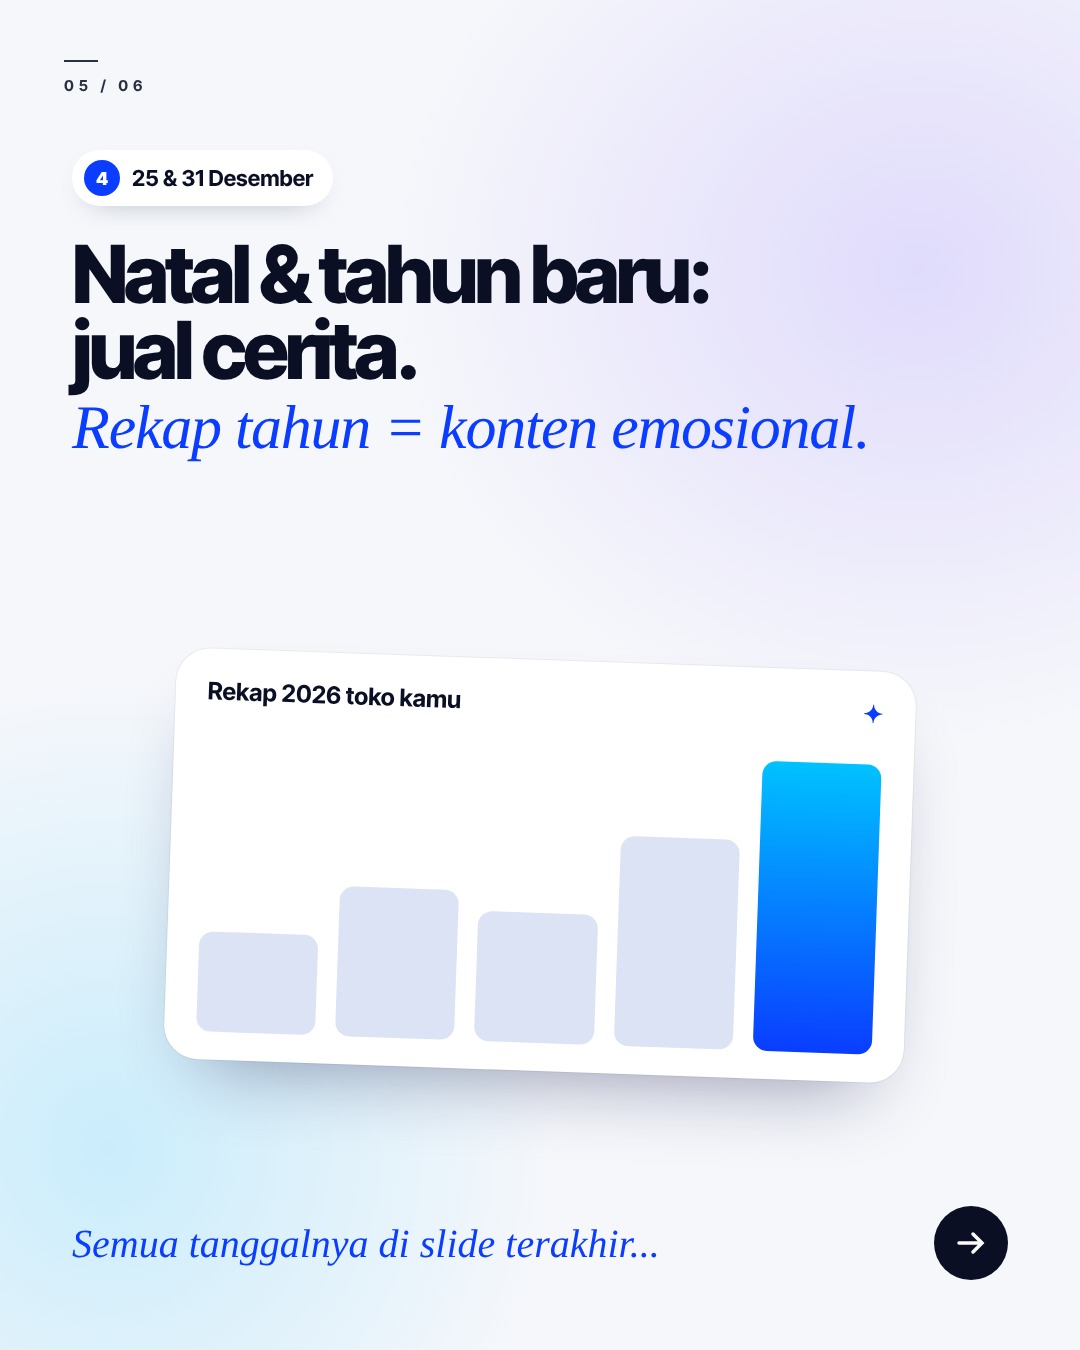 05 / 06
4 25 & 31 Desember
Natal & tahun baru:
jual cerita.
Rekap tahun = konten emosional.
Rekap 2026 toko kamu
Semua tanggalnya di slide terakhir...